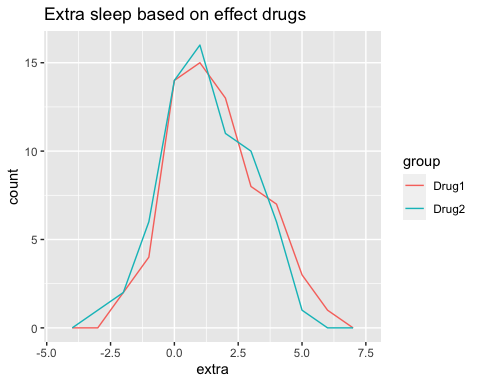 Extra sleep based on effect drugs
15
10
5
0
count
-5.0 -2.5 0.0 2.5 5.0 7.5
extra
group
Drug1
Drug2